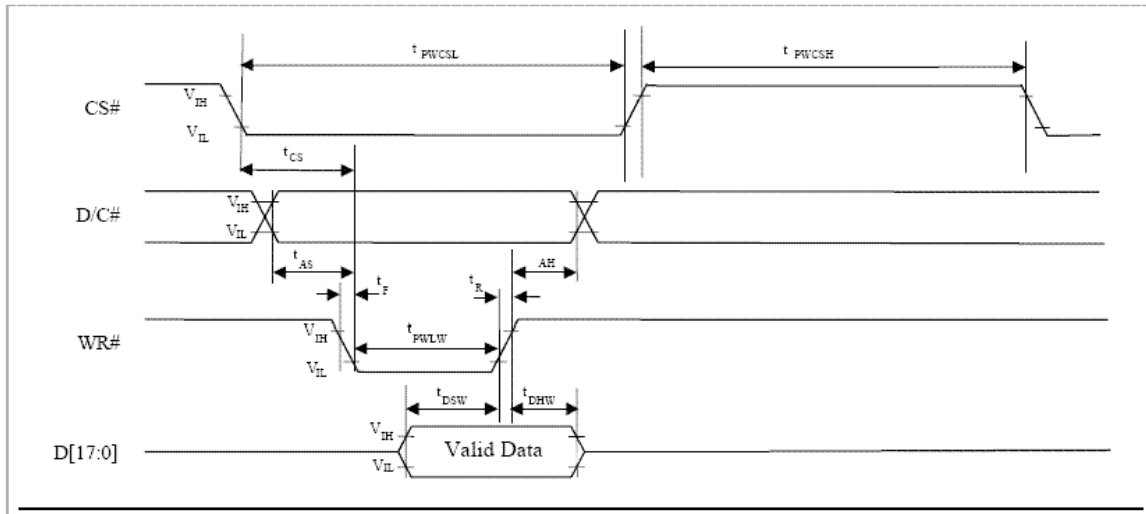 t PWCSL
t PWCSH
CS#
VIH
VIL
tCS
D/C#
VIH
VIL
tAS
tF
tR
AH
WR#
VIH
VIL
tPWLW
tDSW
tDHW
D[17:0]
VIH
VIL
Valid Data